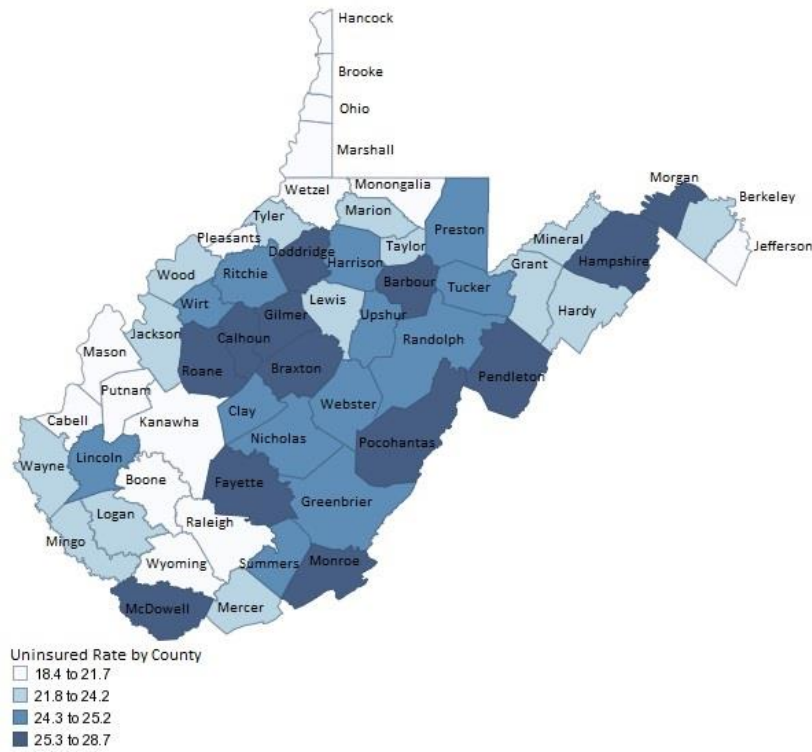 Hancock
Brooke
Ohio
Marshall
Wetzel
Monongalia
Morgan
Berkeley
Tyler
Marion
Preston
Pleasants
Taylor
Mineral
Jefferson
Doddridge
Harrison
Grant
Hampshire
Wood
Ritchie
Barbour
Tucker
Wirt
Lewis
Hardy
Gilmer
Upshur
Jackson
Calhoun
Randolph
Mason
Roane
Braxton
Pendleton
Putnam
Webster
Cabell
Kanawha
Clay
Nicholas
Pocohantas
Wayne
Lincoln
Boone
Fayette
Greenbrier
Logan
Raleigh
Mingo
Wyoming
Summers
Monroe
McDowell
Mercer
Uninsured Rate by County
18.4 to 21.7
21.8 to 24.2
24.3 to 25.2
25.3 to 28.7